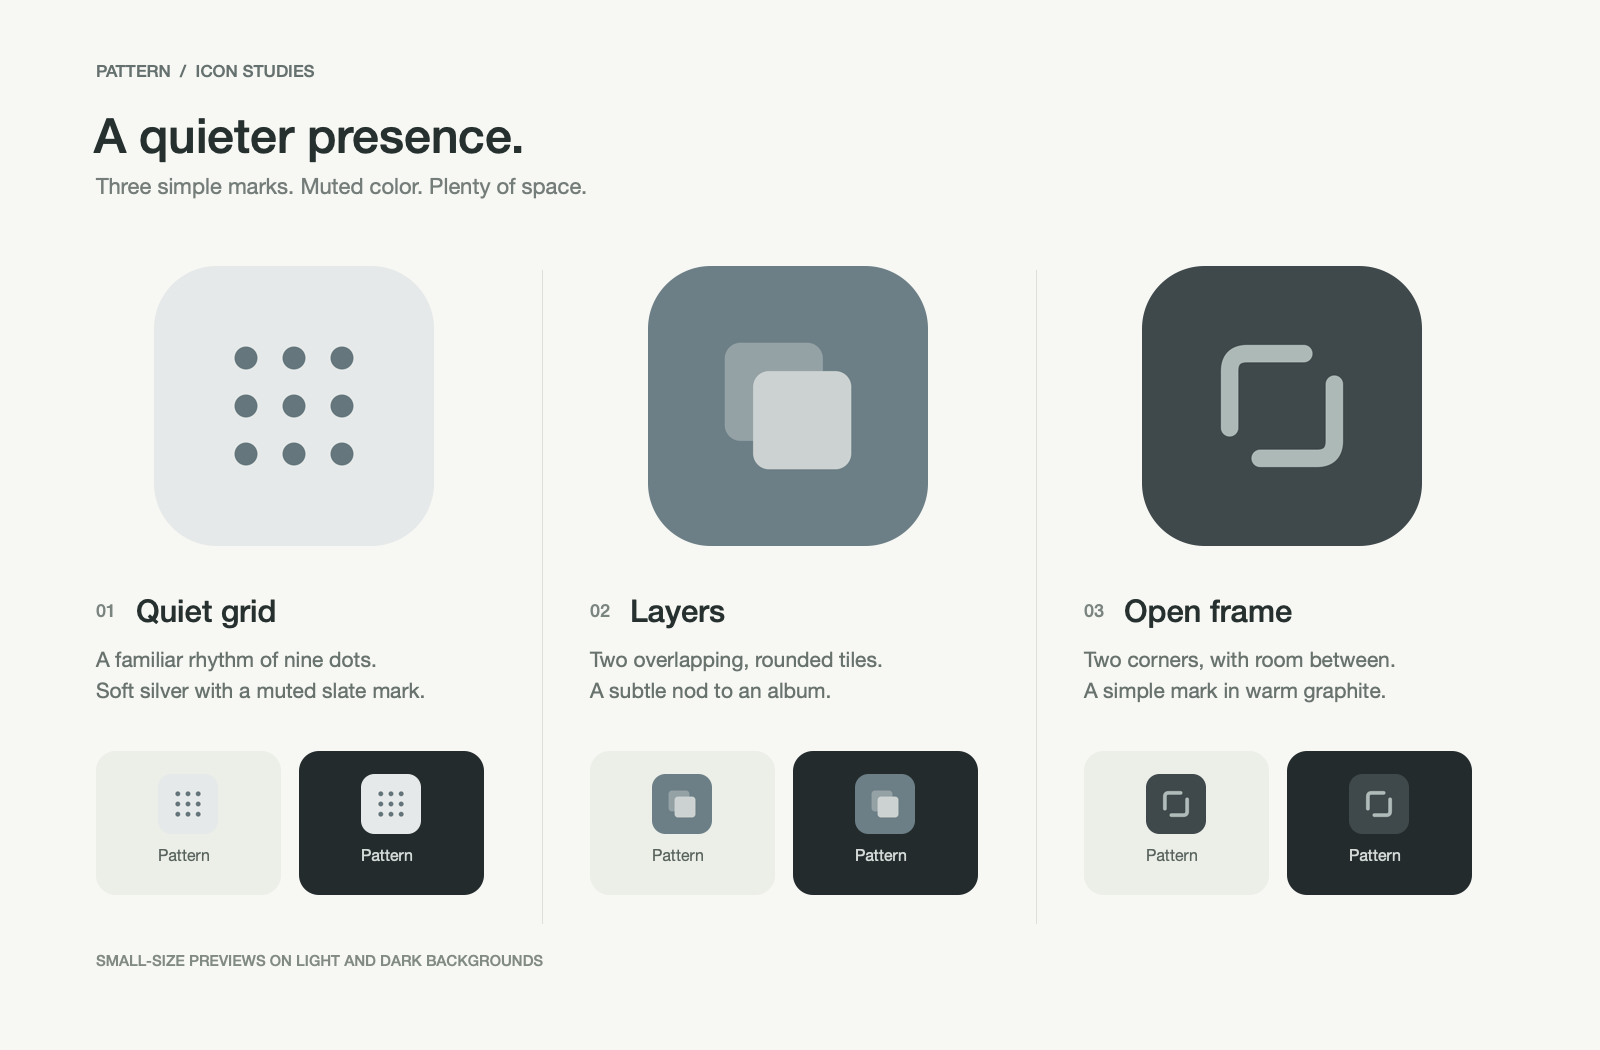 PATTERN / ICON STUDIES
A quieter presence.
Three simple marks. Muted color. Plenty of space.
01 Quiet grid
A familiar rhythm of nine dots.
Soft silver with a muted slate mark.
Pattern
Pattern
02 Layers
Two overlapping, rounded tiles.
A subtle nod to an album.
Pattern
Pattern
03 Open frame
Two corners, with room between.
A simple mark in warm graphite.
Pattern
Pattern
SMALL-SIZE PREVIEWS ON LIGHT AND DARK BACKGROUNDS